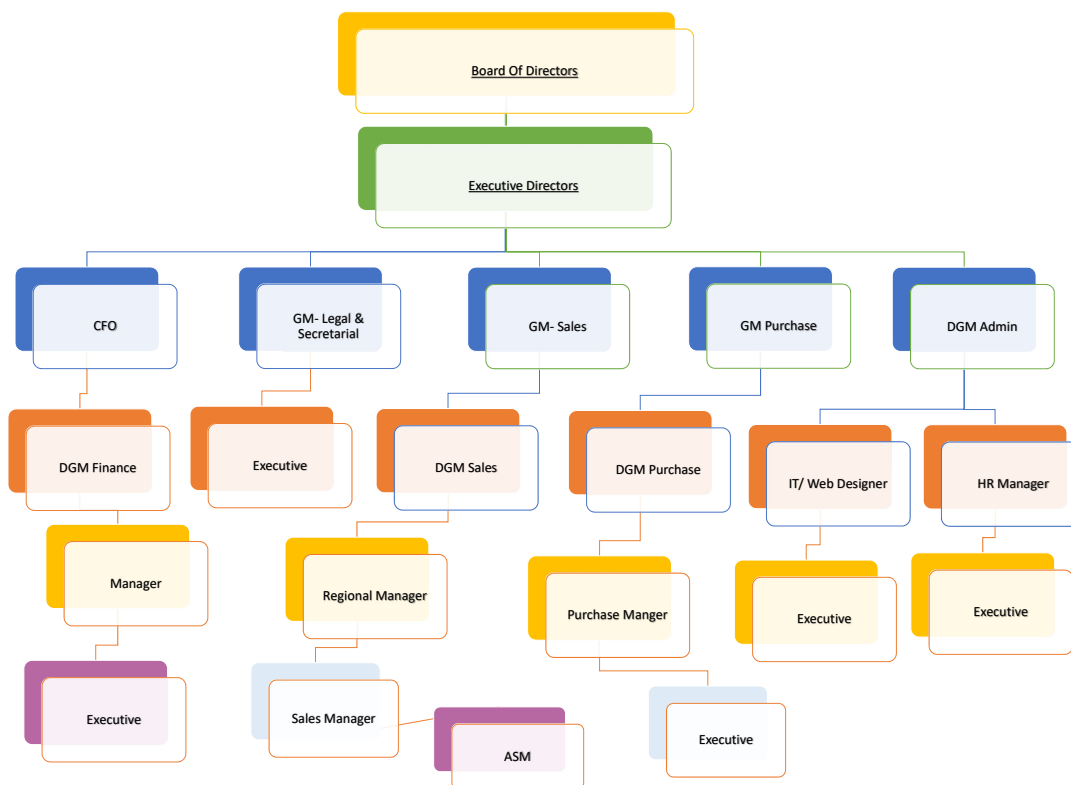 Board Of Directors
Executive Directors
CFO
GM- Legal &
Secretarial
GM- Sales
GM Purchase
DGM Admin
DGM Finance
Executive
DGM Sales
DGM Purchase
IT/ Web Designer
HR Manager
Manager
Regional Manager
Purchase Manger
Executive
Executive
Executive
Sales Manager
Executive
ASM